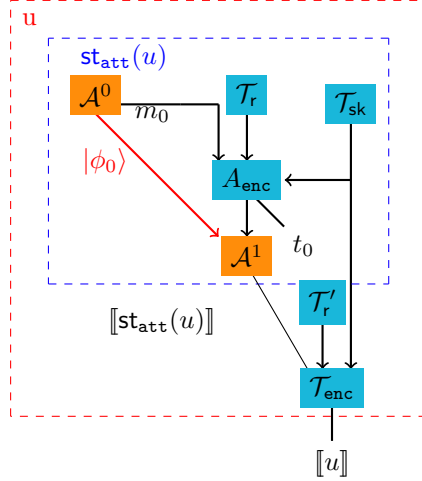 u
st_att(u)
𝒜⁰
m₀
𝒯_r
𝒯_sk
|ϕ₀⟩
A_enc
t₀
𝒜¹
⟦st_att(u)⟧
𝒯′_r
𝒯_enc
⟦u⟧